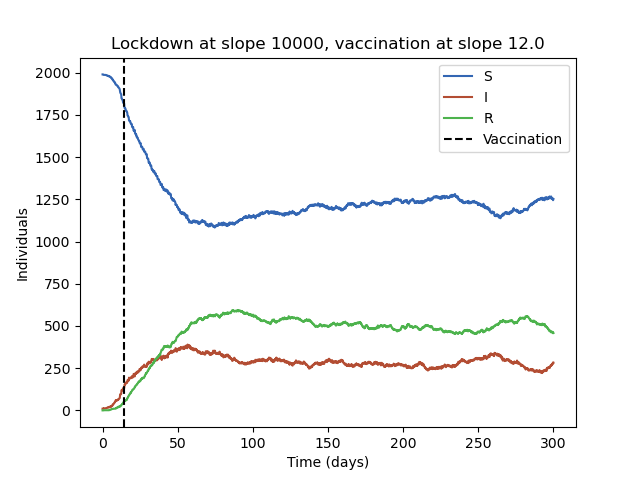 Lockdown at slope 10000, vaccination at slope 12.0
2000
1750
1500
1250
1000
750
500
250
0
Individuals
S
I
R
Vaccination
0
50
100
150
200
250
300
Time (days)